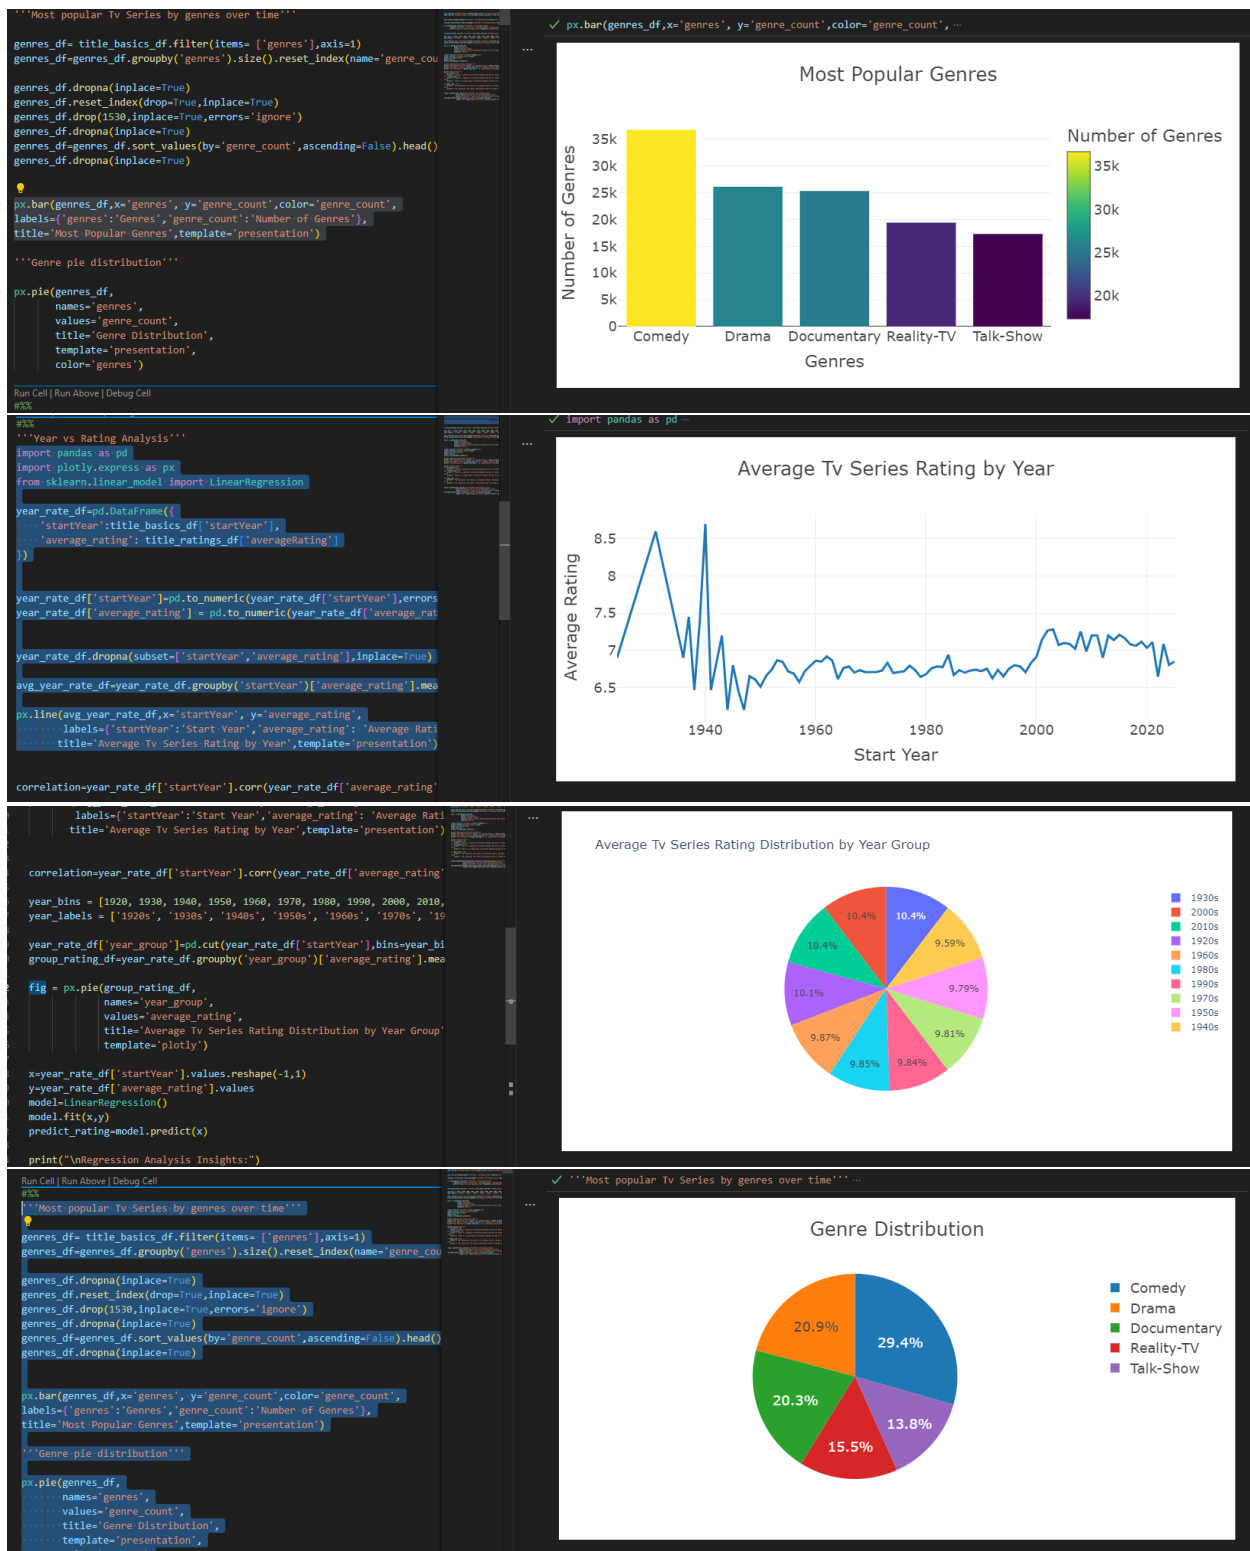 '''Most popular Tv Series by genres over time'''
genres_df= title_basics_df.filter(items= ['genres'],axis=1)
genres_df=genres_df.groupby('genres').size().reset_index(name='genre_cou
genres_df.dropna(inplace=True)
genres_df.reset_index(drop=True,inplace=True)
genres_df.drop(1530,inplace=True,errors='ignore')
genres_df.dropna(inplace=True)
genres_df=genres_df.sort_values(by='genre_count',ascending=False).head()
genres_df.dropna(inplace=True)
px.bar(genres_df,x='genres', y='genre_count',color='genre_count',
labels={'genres':'Genres','genre_count':'Number of Genres'},
title='Most Popular Genres',template='presentation')
'''Genre pie distribution'''
px.pie(genres_df,
names='genres',
values='genre_count',
title='Genre Distribution',
template='presentation',
color='genres')
Run Cell | Run Above | Debug Cell
#%%
px.bar(genres_df,x='genres', y='genre_count',color='genre_count', ...
Most Popular Genres
Number of Genres
35k
30k
25k
20k
15k
10k
5k
0
Comedy Drama Documentary Reality-TV Talk-Show
Genres
Number of Genres
35k
30k
25k
20k
#%%
'''Year vs Rating Analysis'''
import pandas as pd
import plotly.express as px
from sklearn.linear_model import LinearRegression
year_rate_df=pd.DataFrame({
'startYear':title_basics_df['startYear'],
'average_rating': title_ratings_df['averageRating']
})
year_rate_df['startYear']=pd.to_numeric(year_rate_df['startYear'],errors
year_rate_df['average_rating'] = pd.to_numeric(year_rate_df['average_rat
year_rate_df.dropna(subset=['startYear','average_rating'],inplace=True)
avg_year_rate_df=year_rate_df.groupby('startYear')['average_rating'].mea
px.line(avg_year_rate_df,x='startYear', y='average_rating',
labels={'startYear':'Start Year','average_rating': 'Average Rati
title='Average Tv Series Rating by Year',template='presentation')
correlation=year_rate_df['startYear'].corr(year_rate_df['average_rating'
import pandas as pd ...
Average Tv Series Rating by Year
Average Rating
8.5
8
7.5
7
6.5
1940 1960 1980 2000 2020
Start Year
labels={'startYear':'Start Year','average_rating': 'Average Rati
title='Average Tv Series Rating by Year',template='presentation')
correlation=year_rate_df['startYear'].corr(year_rate_df['average_rating'
year_bins = [1920, 1930, 1940, 1950, 1960, 1970, 1980, 1990, 2000, 2010,
year_labels = ['1920s', '1930s', '1940s', '1950s', '1960s', '1970s', '19
year_rate_df['year_group']=pd.cut(year_rate_df['startYear'],bins=year_bi
group_rating_df=year_rate_df.groupby('year_group')['average_rating'].mea
fig = px.pie(group_rating_df,
names='year_group',
values='average_rating',
title='Average Tv Series Rating Distribution by Year Group'
template='plotly')
x=year_rate_df['startYear'].values.reshape(-1,1)
y=year_rate_df['average_rating'].values
model=LinearRegression()
model.fit(x,y)
predict_rating=model.predict(x)
print("\nRegression Analysis Insights:")
Average Tv Series Rating Distribution by Year Group
10.4%
10.4%
9.59%
10.4%
9.79%
10.1%
9.81%
9.87%
9.85%
9.84%
1930s
2000s
2010s
1920s
1960s
1980s
1990s
1970s
1950s
1940s
Run Cell | Run Above | Debug Cell
#%%
'''Most popular Tv Series by genres over time'''
genres_df= title_basics_df.filter(items= ['genres'],axis=1)
genres_df=genres_df.groupby('genres').size().reset_index(name='genre_cou
genres_df.dropna(inplace=True)
genres_df.reset_index(drop=True,inplace=True)
genres_df.drop(1530,inplace=True,errors='ignore')
genres_df.dropna(inplace=True)
genres_df=genres_df.sort_values(by='genre_count',ascending=False).head()
genres_df.dropna(inplace=True)
px.bar(genres_df,x='genres', y='genre_count',color='genre_count',
labels={'genres':'Genres','genre_count':'Number of Genres'},
title='Most Popular Genres',template='presentation')
'''Genre pie distribution'''
px.pie(genres_df,
names='genres',
values='genre_count',
title='Genre Distribution',
template='presentation',
'''Most popular Tv Series by genres over time''' ...
Genre Distribution
20.9%
29.4%
20.3%
13.8%
15.5%
Comedy
Drama
Documentary
Reality-TV
Talk-Show